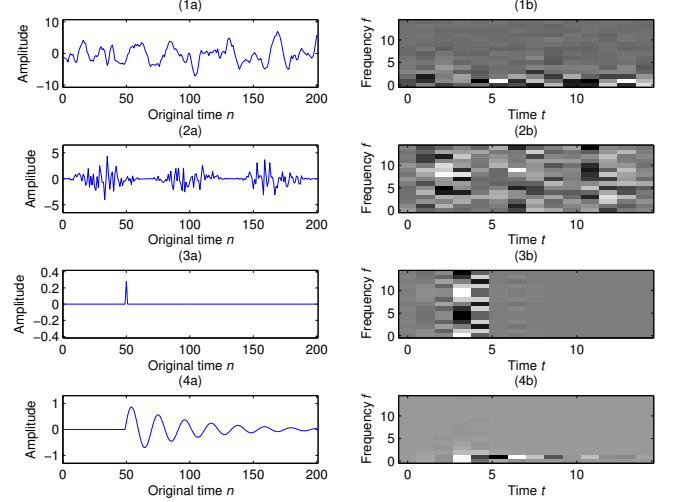 (1a)
10
0
−10
Amplitude
0 50 100 150 200
Original time n
(1b)
10
5
0
Frequency f
0 5 10
Time t
(2a)
5
0
−5
Amplitude
0 50 100 150 200
Original time n
(2b)
10
5
0
Frequency f
0 5 10
Time t
(3a)
0.4
0.2
0
−0.2
−0.4
Amplitude
0 50 100 150 200
Original time n
(3b)
10
5
0
Frequency f
0 5 10
Time t
(4a)
1
0
−1
Amplitude
0 50 100 150 200
Original time n
(4b)
10
5
0
Frequency f
0 5 10
Time t